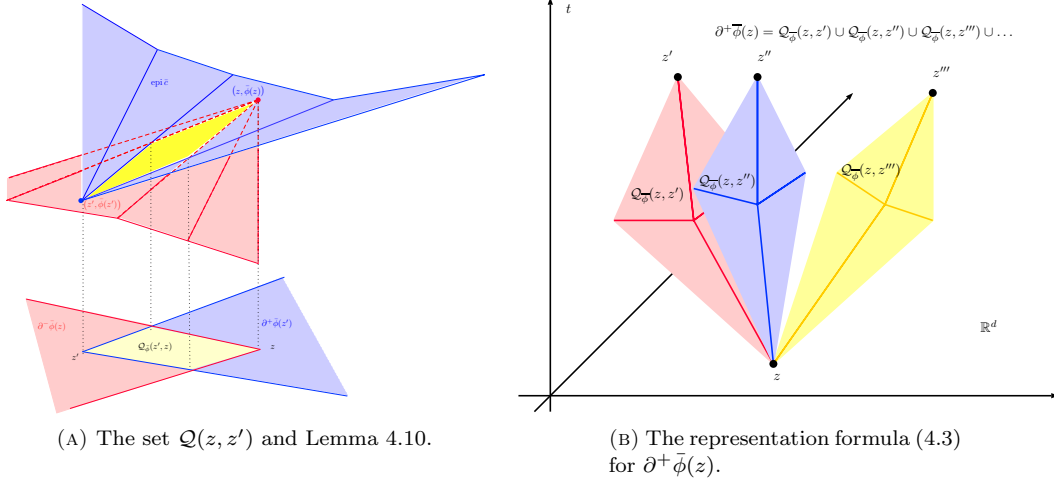 epi c̄
(z, φ̄(z))
(z′, φ̄(z′))
∂⁻φ̄(z)
∂⁺φ̄(z′)
z′
𝒬_φ̄(z′, z)
z
(A) The set 𝒬(z, z′) and Lemma 4.10.
t
∂⁺φ̄(z) = 𝒬_φ̄(z, z′) ∪ 𝒬_φ̄(z, z′′) ∪ 𝒬_φ̄(z, z′′′) ∪ . . .
z′
z′′
z′′′
𝒬_φ̄(z, z′)
𝒬_φ̄(z, z′′)
𝒬_φ̄(z, z′′′)
ℝᵈ
z
(B) The representation formula (4.3)
for ∂⁺φ̄(z).